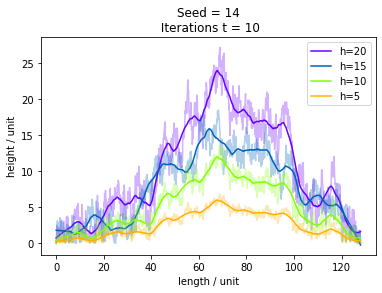 Seed = 14
Iterations t = 10
h=20
h=15
h=10
h=5
height / unit
25
20
15
10
5
0
0
20
40
60
80
100
120
length / unit